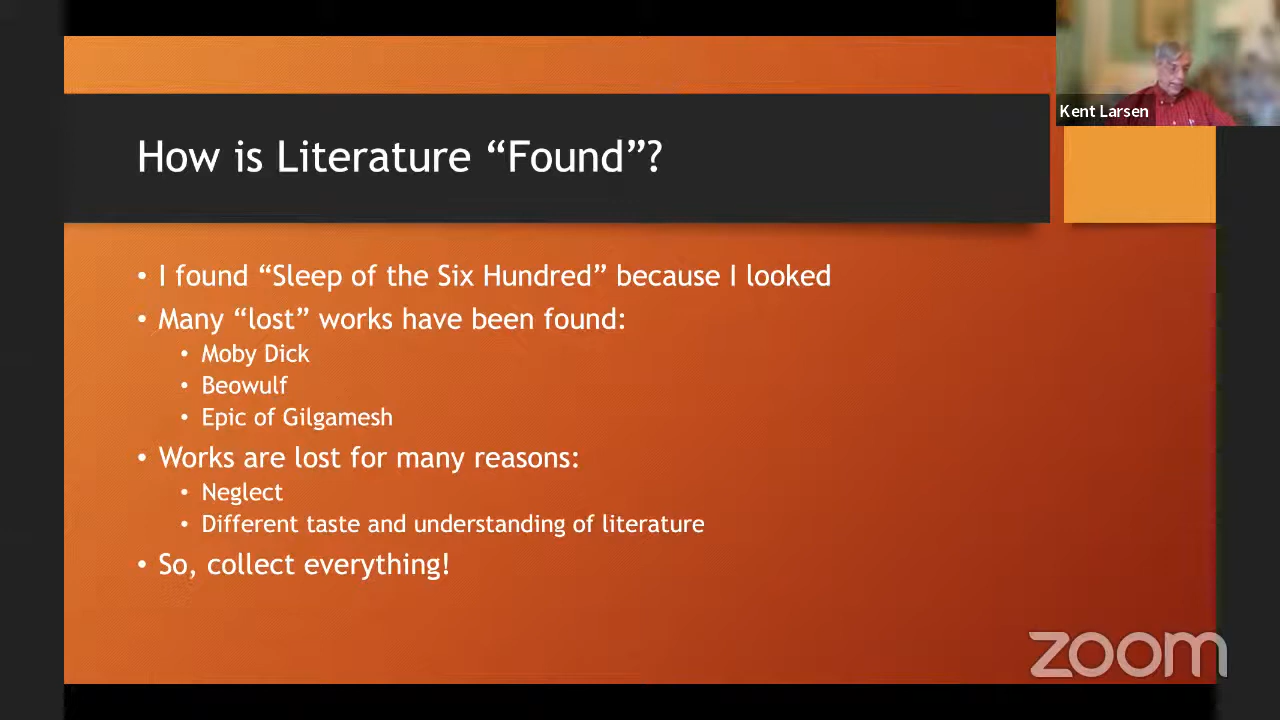 Kent Larsen
How is Literature “Found”?
• I found “Sleep of the Six Hundred” because I looked
• Many “lost” works have been found:
• Moby Dick
• Beowulf
• Epic of Gilgamesh
• Works are lost for many reasons:
• Neglect
• Different taste and understanding of literature
• So, collect everything!
zoom